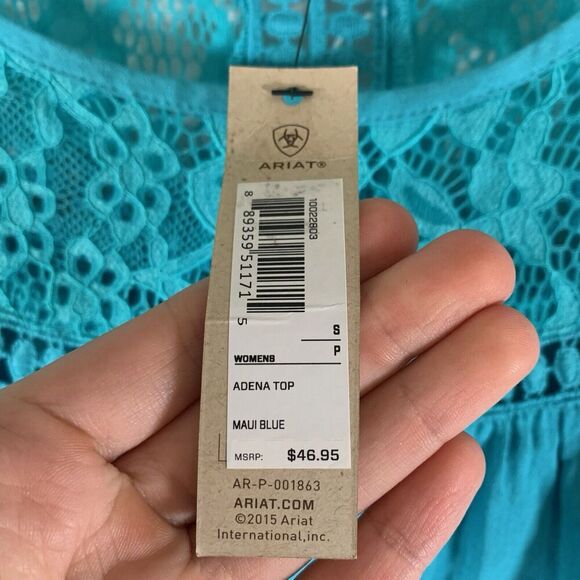 ARIAT®
10022803
8 89359 51171 5
S
WOMENS P
ADENA TOP
MAUI BLUE
MSRP: $46.95
AR-P-001863
ARIAT.COM
©2015 Ariat
International,inc.